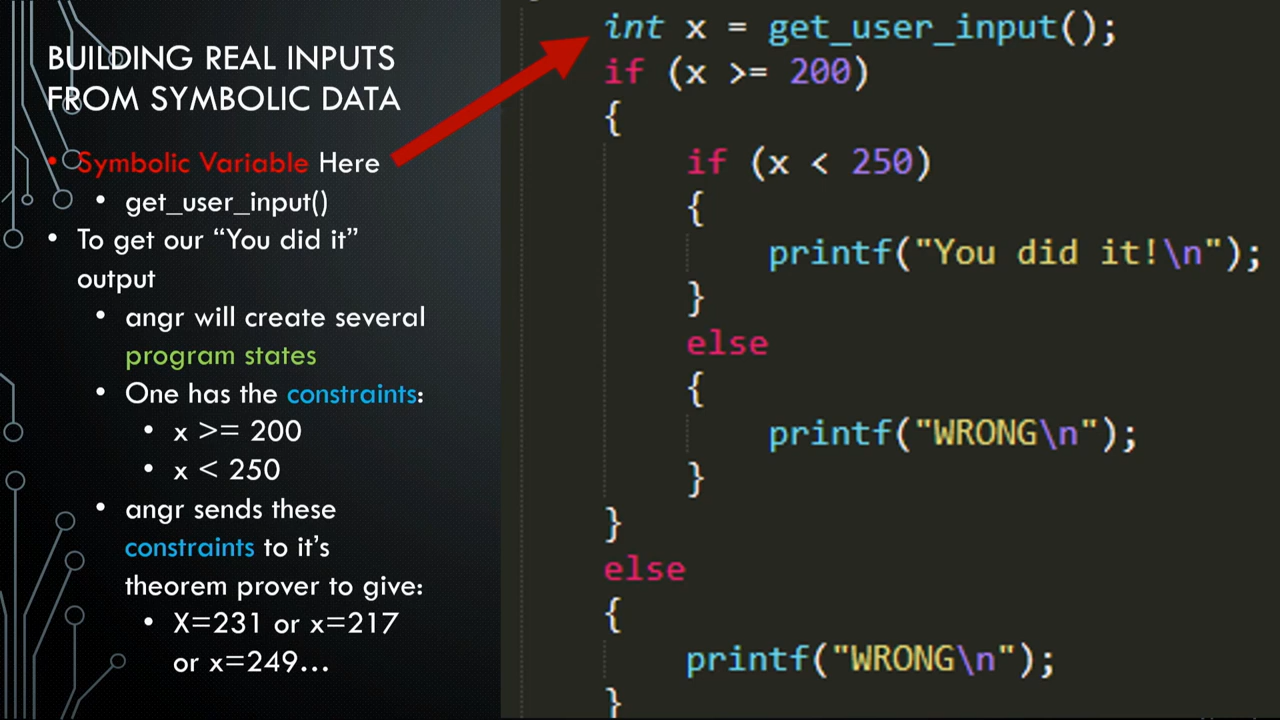 BUILDING REAL INPUTS
FROM SYMBOLIC DATA
• Symbolic Variable Here
• get_user_input()
• To get our “You did it”
output
• angr will create several
program states
• One has the constraints:
• x >= 200
• x < 250
• angr sends these
constraints to it’s
theorem prover to give:
• X=231 or x=217
or x=249…
int x = get_user_input();
if (x >= 200)
{
if (x < 250)
{
printf("You did it!\n");
}
else
{
printf("WRONG\n");
}
}
else
{
printf("WRONG\n");
}